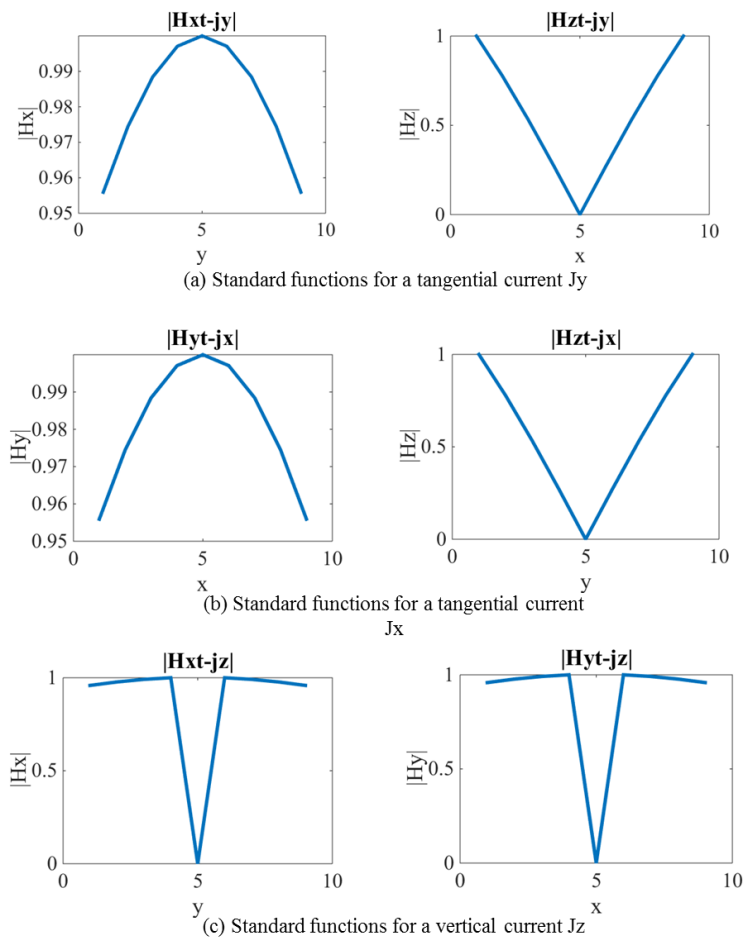 |Hxt-jy|
0.99
0.98
0.97
0.96
0.95
|Hx|
0 5 10
y
|Hzt-jy|
1
0.5
0
|Hz|
0 5 10
x
(a) Standard functions for a tangential current Jy
|Hyt-jx|
0.99
0.98
0.97
0.96
0.95
|Hy|
0 5 10
x
|Hzt-jx|
1
0.5
0
|Hz|
0 5 10
y
(b) Standard functions for a tangential current
Jx
|Hxt-jz|
1
0.5
0
|Hx|
0 5 10
y
|Hyt-jz|
1
0.5
0
|Hy|
0 5 10
x
(c) Standard functions for a vertical current Jz